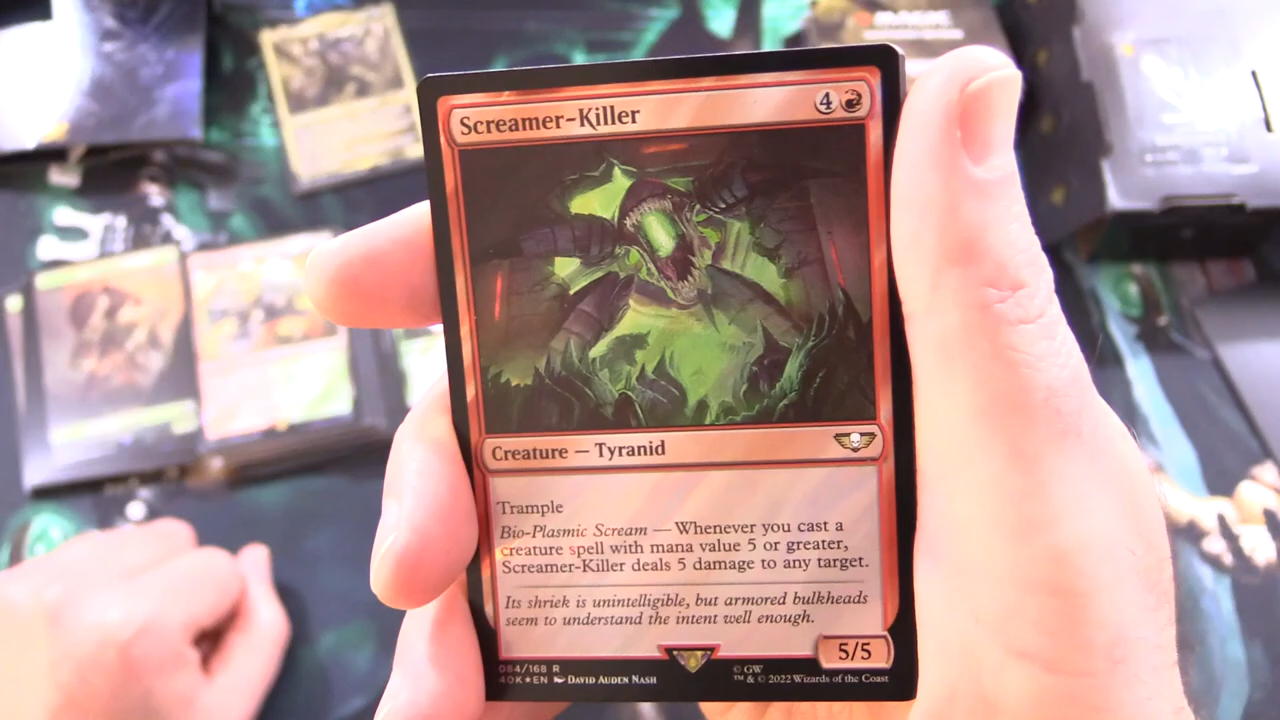 MAGIC
Screamer-Killer
4
Creature — Tyranid
Trample
Bio-Plasmic Scream — Whenever you cast a
creature spell with mana value 5 or greater,
Screamer-Killer deals 5 damage to any target.
Its shriek is unintelligible, but armored bulkheads
seem to understand the intent well enough.
5/5
084/168 R
40K★EN DAVID AUDEN NASH
© GW
™ & © 2022 Wizards of the Coast